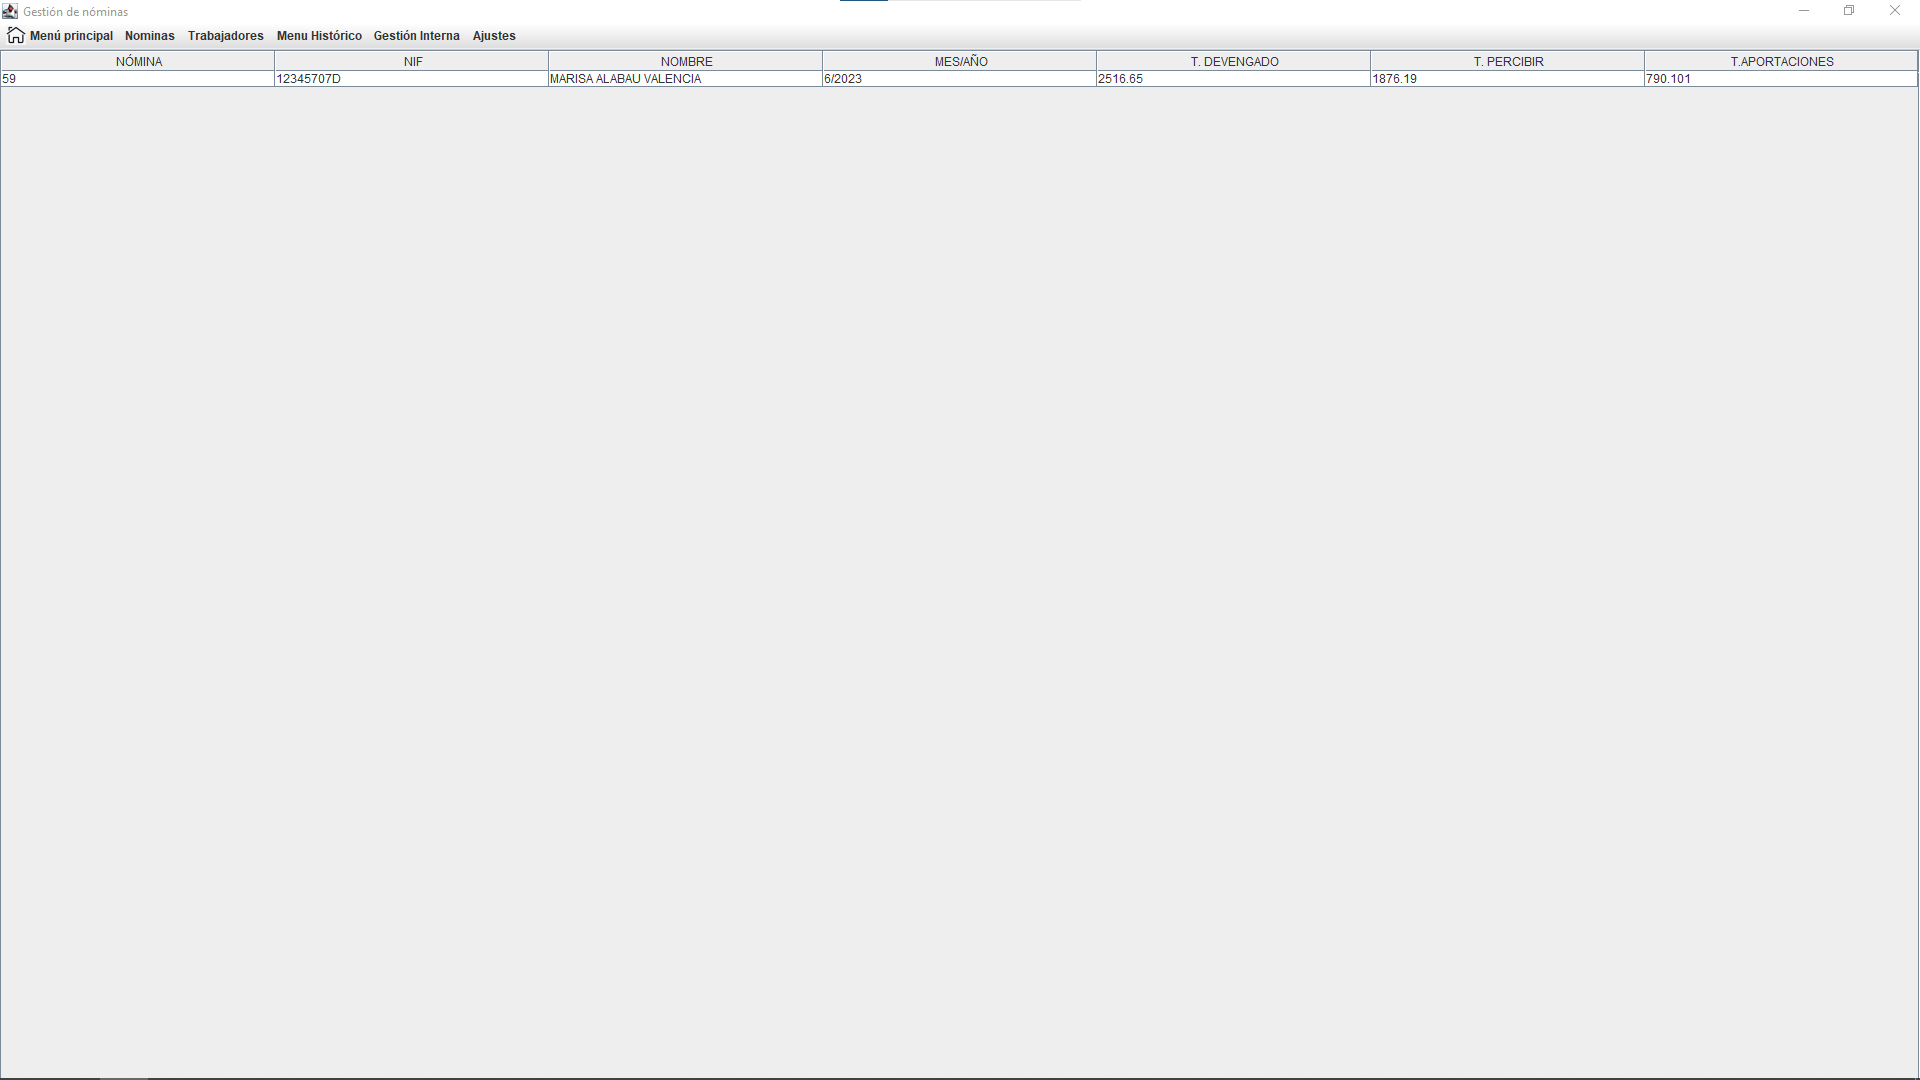 Gestión de nóminas
Menú principal Nominas Trabajadores Menu Histórico Gestión Interna Ajustes
NÓMINA NIF NOMBRE MES/AÑO T. DEVENGADO T. PERCIBIR T.APORTACIONES
59 12345707D MARISA ALABAU VALENCIA 6/2023 2516.65 1876.19 790.101